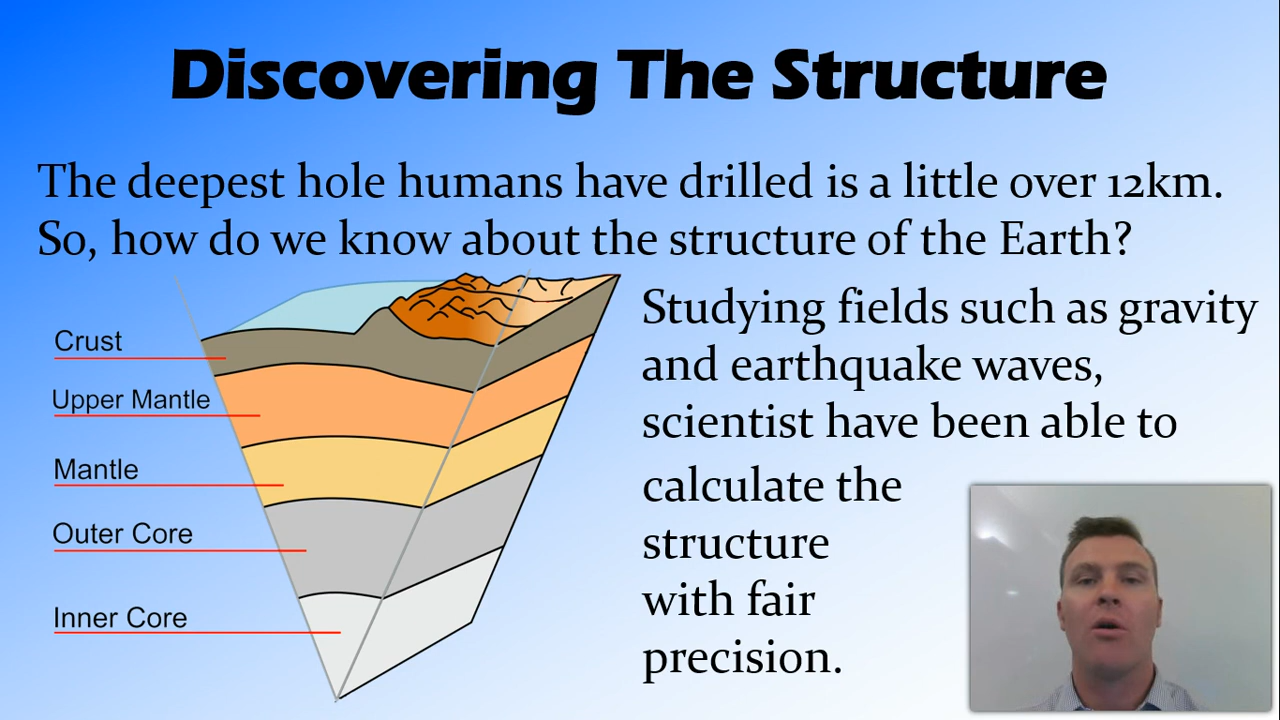 Discovering The Structure
The deepest hole humans have drilled is a little over 12km.
So, how do we know about the structure of the Earth?
Crust
Upper Mantle
Mantle
Outer Core
Inner Core
Studying fields such as gravity
and earthquake waves,
scientist have been able to
calculate the
structure
with fair
precision.